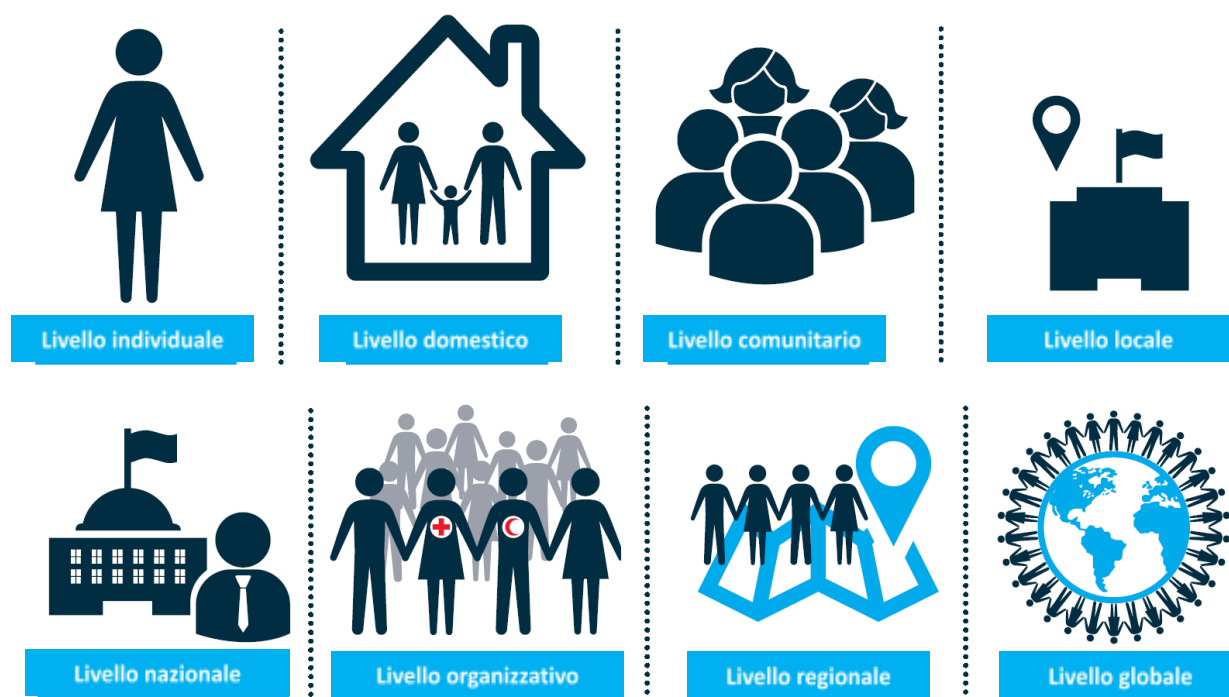 Livello individuale
Livello domestico
Livello comunitario
Livello locale
Livello nazionale
Livello organizzativo
Livello regionale
Livello globale